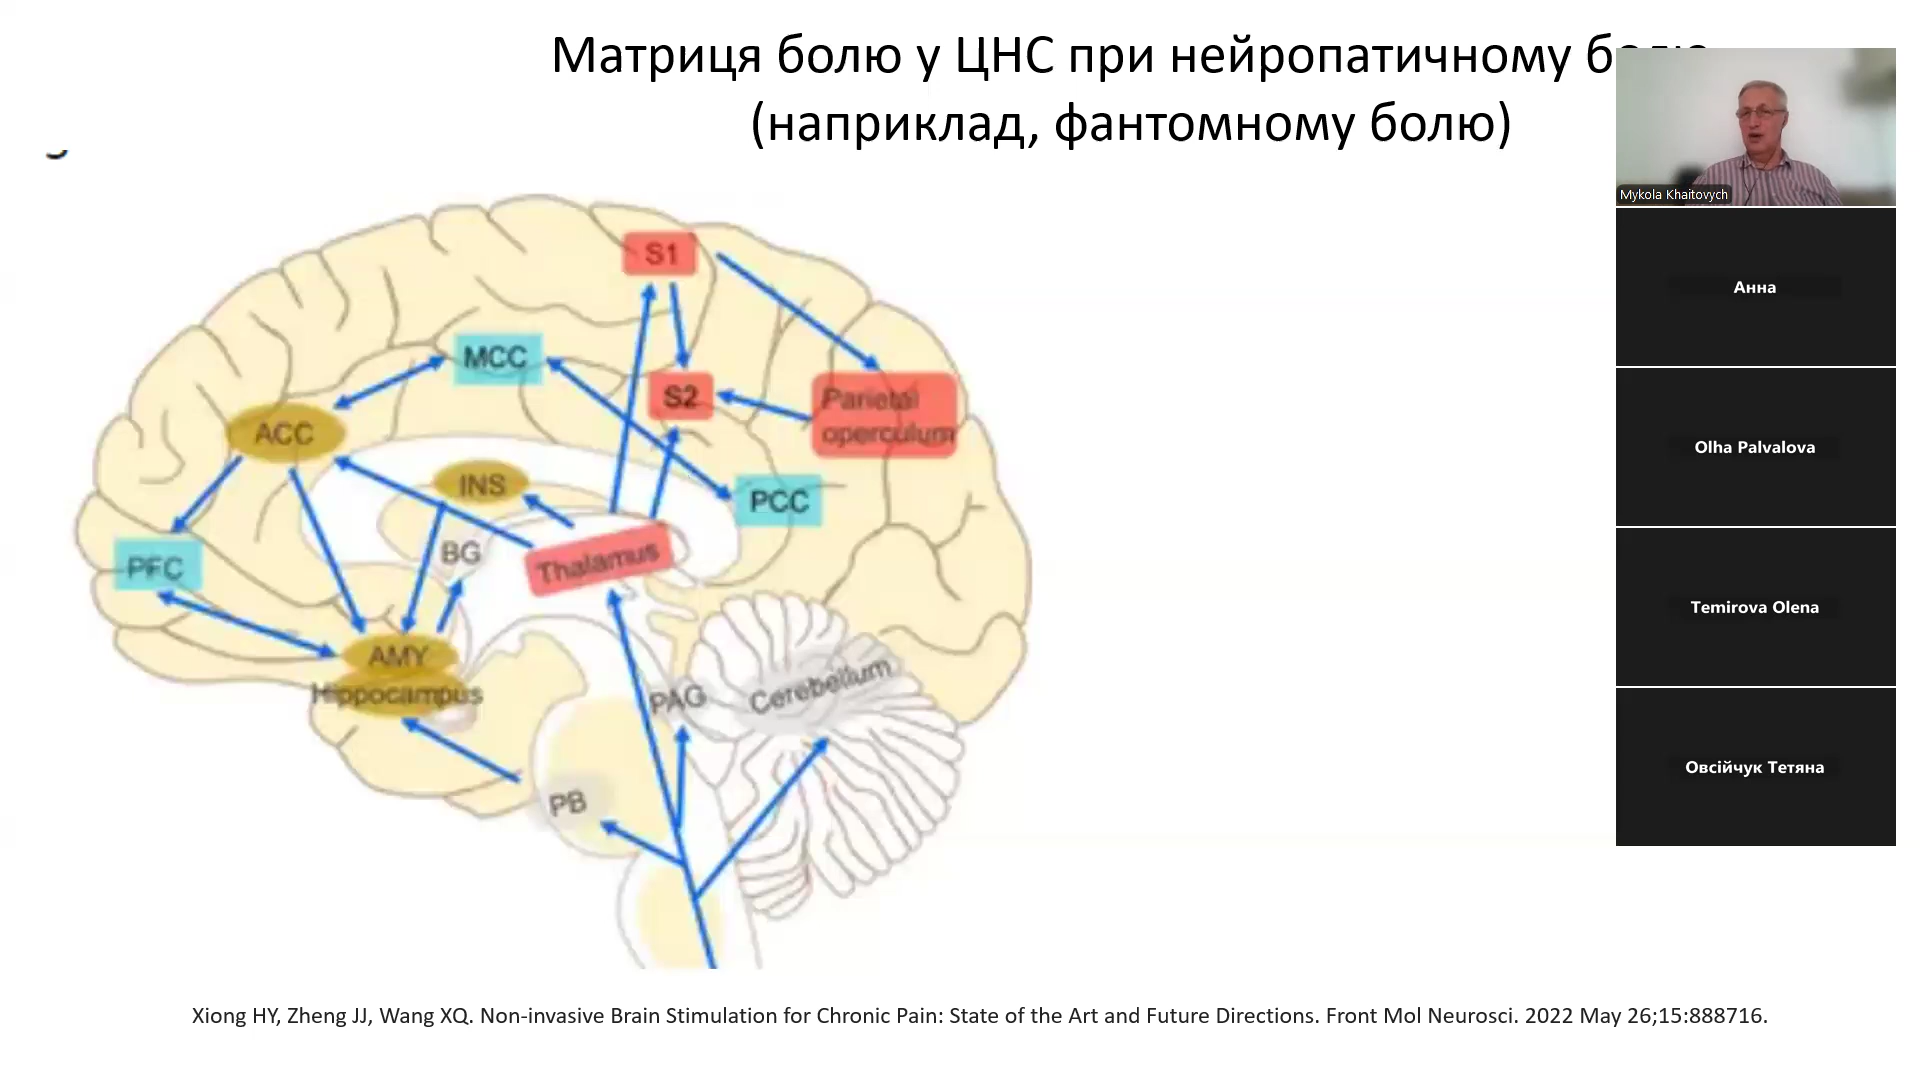 Матриця болю у ЦНС при нейропатичному
(наприклад, фантомному болю)
Mykola Khaitovych
Анна
Olha Palvalova
Temirova Olena
Овсійчук Тетяна
S1
MCC
S2
Parietal
operculum
ACC
INS
PCC
BG
Thalamus
PFC
AMY
Hippocampus
PAG
Cerebellum
PB
Xiong HY, Zheng JJ, Wang XQ. Non-invasive Brain Stimulation for Chronic Pain: State of the Art and Future Directions. Front Mol Neurosci. 2022 May 26;15:888716.